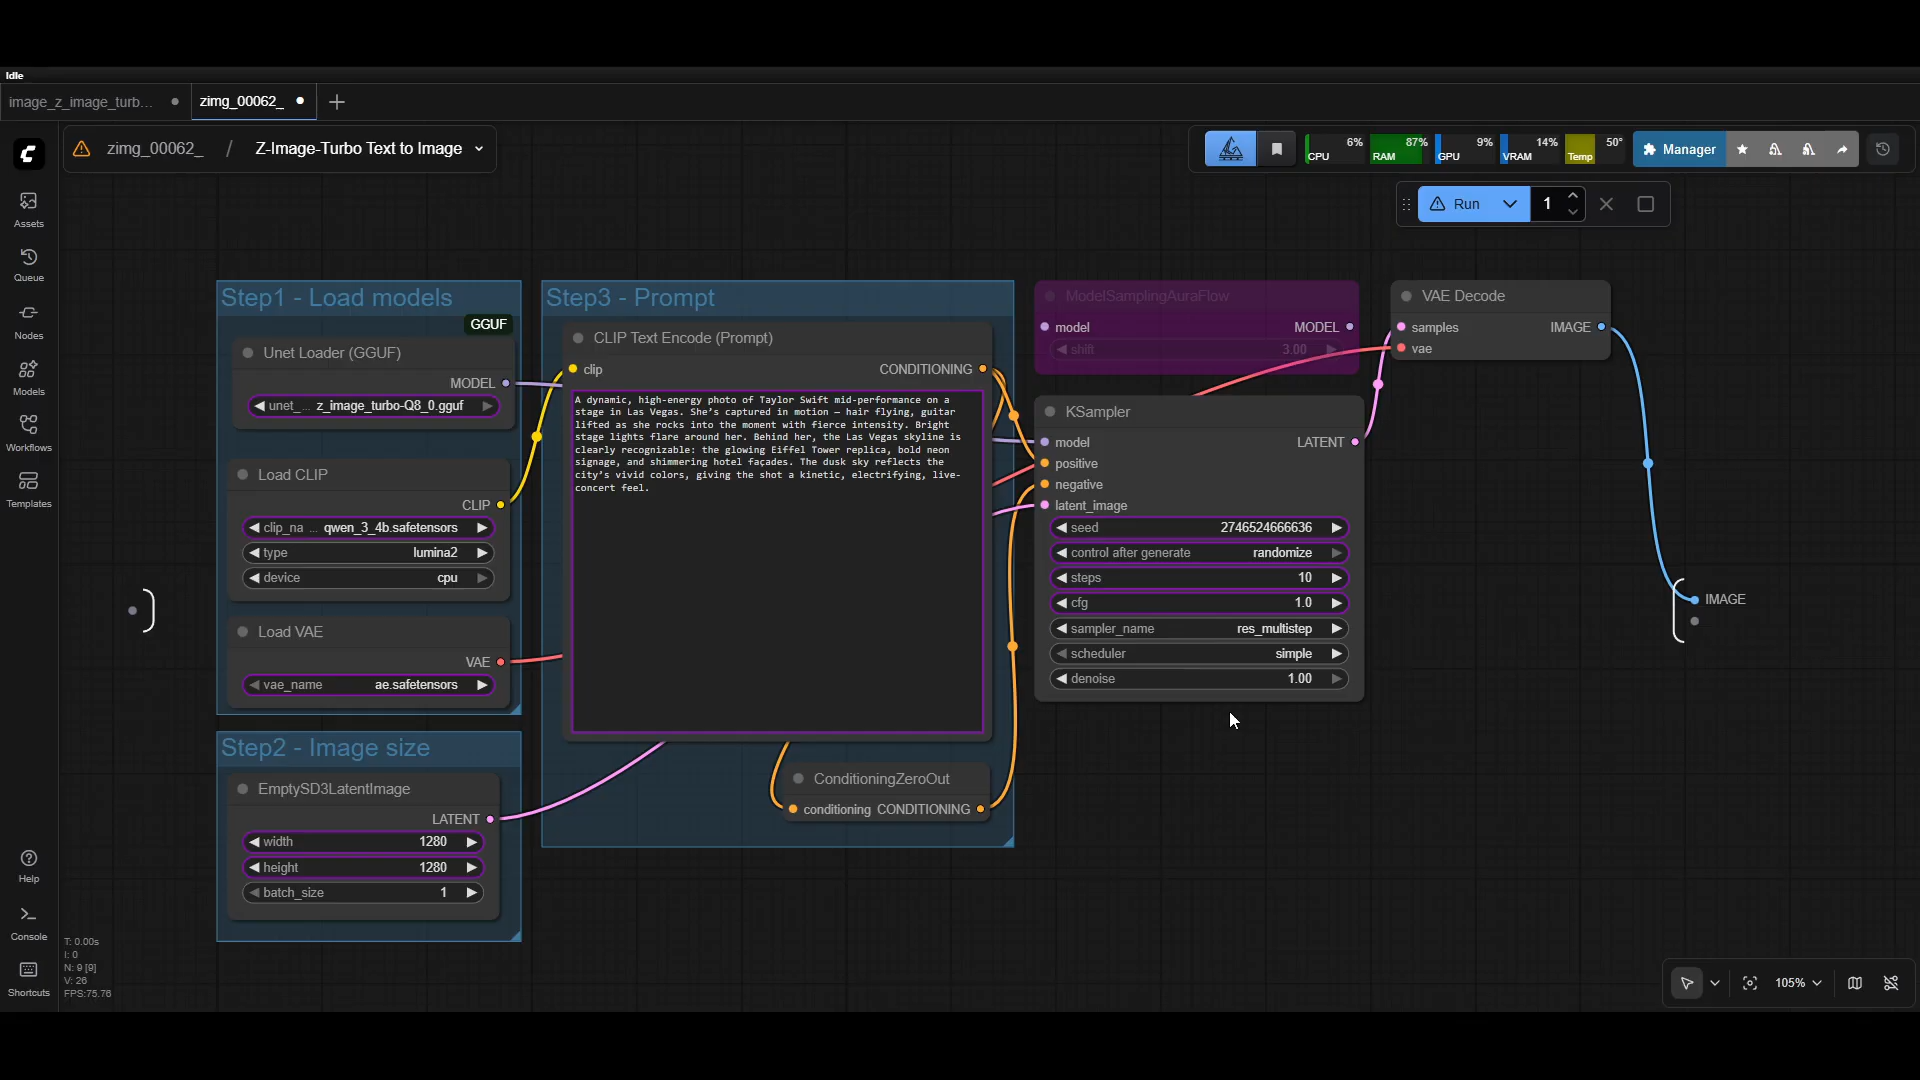 Idle
image_z_image_turb...
zimg_00062_
zimg_00062_ / Z-Image-Turbo Text to Image
CPU 6%
RAM 87%
GPU 9%
VRAM 14%
Temp 50°
Manager
Run
1
Assets
Queue
Nodes
Models
Workflows
Templates
Help
Console
Shortcuts
Step1 - Load models
GGUF
Unet Loader (GGUF)
MODEL
unet_... z_image_turbo-Q8_0.gguf
Load CLIP
CLIP
clip_na ... qwen_3_4b.safetensors
type lumina2
device cpu
Load VAE
VAE
vae_name ae.safetensors
Step2 - Image size
EmptySD3LatentImage
LATENT
width 1280
height 1280
batch_size 1
Step3 - Prompt
CLIP Text Encode (Prompt)
clip CONDITIONING
A dynamic, high-energy photo of Taylor Swift mid-performance on a
stage in Las Vegas. She's captured in motion — hair flying, guitar
lifted as she rocks into the moment with fierce intensity. Bright
stage lights flare around her. Behind her, the Las Vegas skyline is
clearly recognizable: the glowing Eiffel Tower replica, bold neon
signage, and shimmering hotel façades. The dusk sky reflects the
city's vivid colors, giving the shot a kinetic, electrifying, live-
concert feel.
ConditioningZeroOut
conditioning CONDITIONING
ModelSamplingAuraFlow
model MODEL
shift 3.00
KSampler
model LATENT
positive
negative
latent_image
seed 2746524666636
control after generate randomize
steps 10
cfg 1.0
sampler_name res_multistep
scheduler simple
denoise 1.00
VAE Decode
samples IMAGE
vae
IMAGE
T: 0.00s
I: 0
N: 9 [9]
V: 26
FPS:75.76
105%